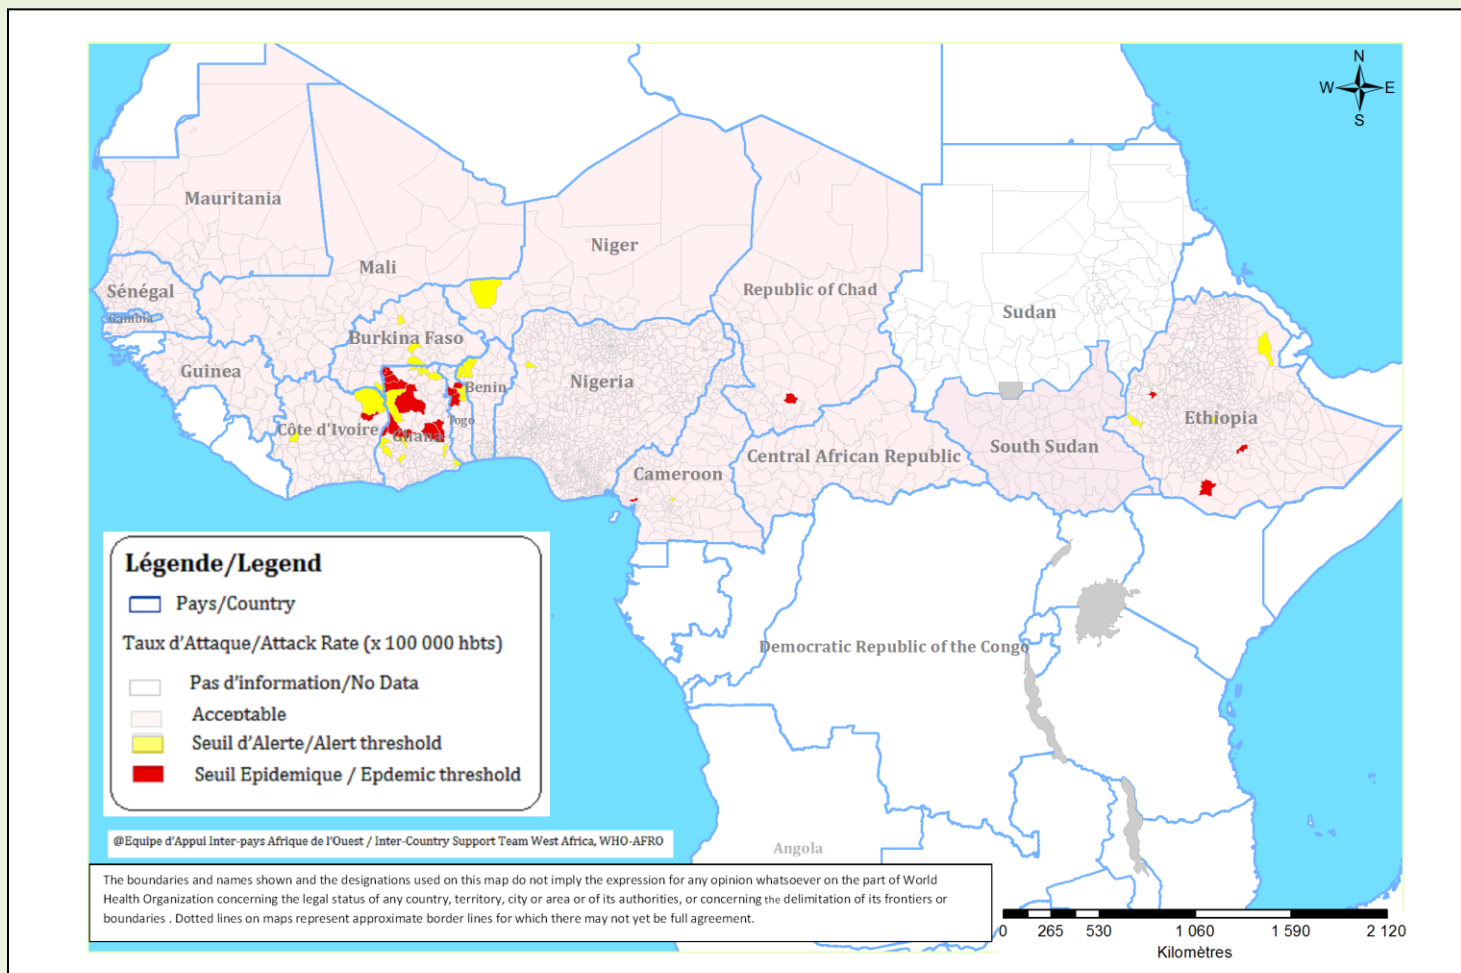 N
W E
S
Mauritania
Mali
Niger
Republic of Chad
Sudan
Sénégal
Gambia
Burkina Faso
Guinea
Benin
Nigeria
Togo
Côte d'Ivoire
Ghana
Cameroon
Central African Republic
South Sudan
Ethiopia
Democratic Republic of the Congo
Angola
Légende/Legend
Pays/Country
Taux d'Attaque/Attack Rate (x 100 000 hbts)
Pas d'information/No Data
Acceptable
Seuil d'Alerte/Alert threshold
Seuil Epidemique / Epdemic threshold
@Equipe d'Appui Inter-pays Afrique de l'Ouest / Inter-Country Support Team West Africa, WHO-AFRO
The boundaries and names shown and the designations used on this map do not imply the expression for any opinion whatsoever on the part of World
Health Organization concerning the legal status of any country, territory, city or area or of its authorities, or concerning the delimitation of its frontiers or
boundaries . Dotted lines on maps represent approximate border lines for which there may not yet be full agreement.
0 265 530 1 060 1 590 2 120
Kilomètres